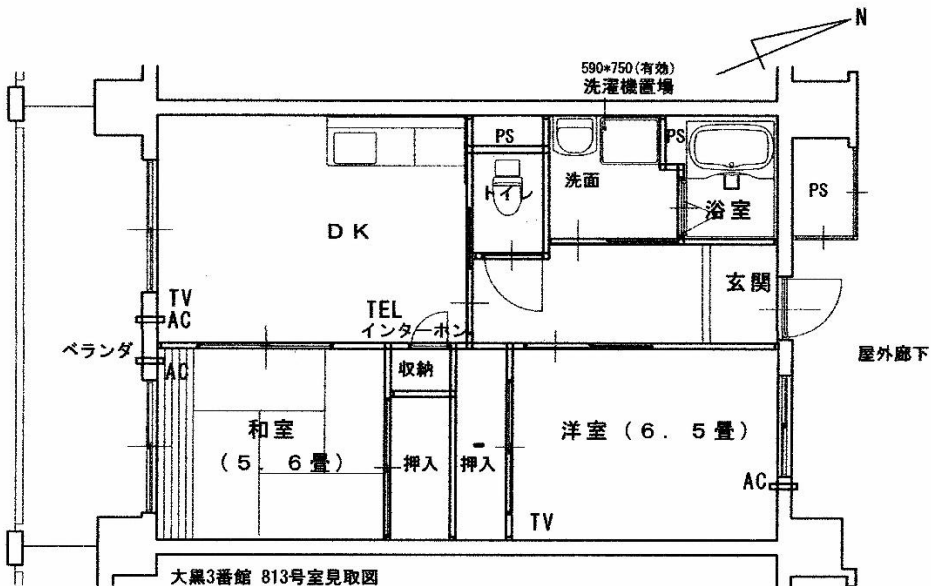 N
590*750(有効)
洗濯機置場
PS
PS
トイレ
洗面
浴室
PS
DK
玄関
TV
AC
TEL
インターホン
ベランダ
AC
収納
屋外廊下
和室
(5.6畳)
押入
押入
洋室(6.5畳)
AC
TV
大黒3番館 813号室見取図